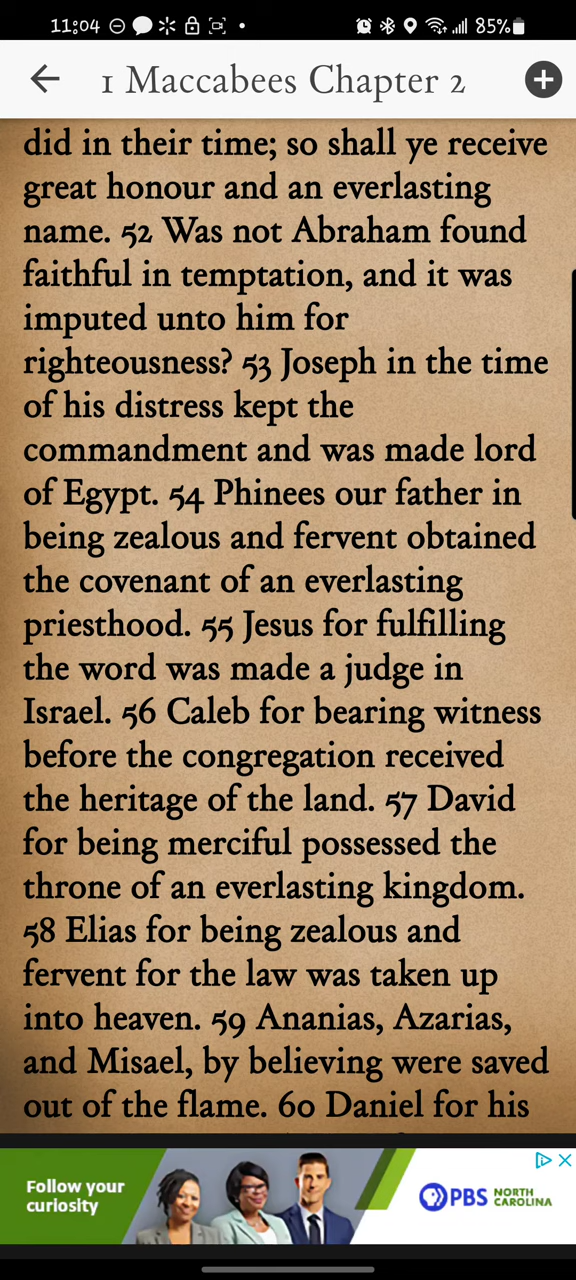 11:04
85%
1 Maccabees Chapter 2
did in their time; so shall ye receive
great honour and an everlasting
name. 52 Was not Abraham found
faithful in temptation, and it was
imputed unto him for
righteousness? 53 Joseph in the time
of his distress kept the
commandment and was made lord
of Egypt. 54 Phinees our father in
being zealous and fervent obtained
the covenant of an everlasting
priesthood. 55 Jesus for fulfilling
the word was made a judge in
Israel. 56 Caleb for bearing witness
before the congregation received
the heritage of the land. 57 David
for being merciful possessed the
throne of an everlasting kingdom.
58 Elias for being zealous and
fervent for the law was taken up
into heaven. 59 Ananias, Azarias,
and Misael, by believing were saved
out of the flame. 60 Daniel for his
Follow your
curiosity
PBS NORTH
CAROLINA